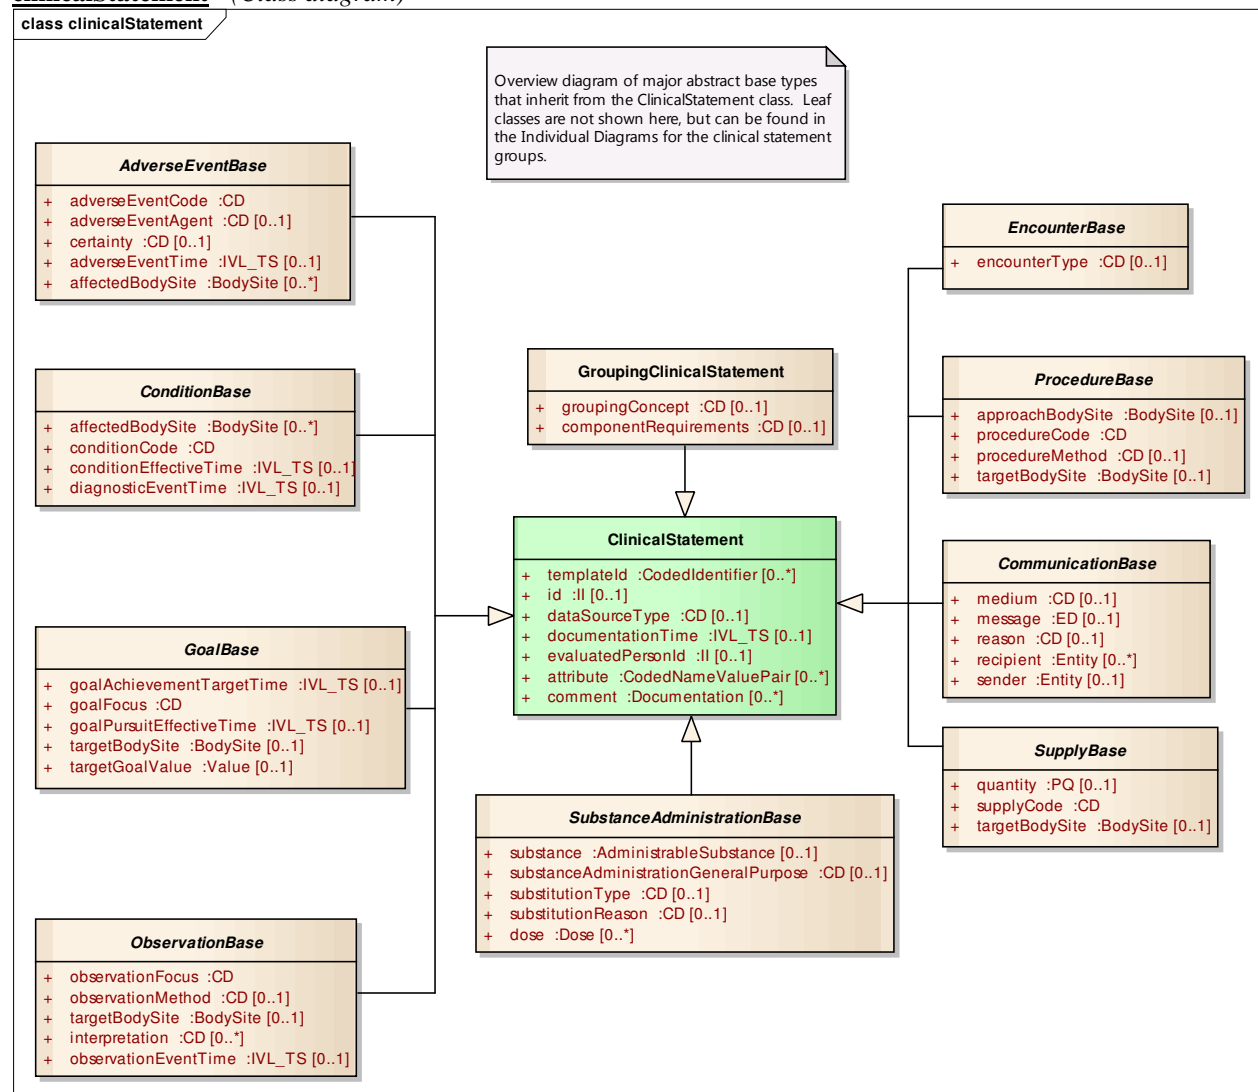 clinicalStatement (Class diagram)
class clinicalStatement
Overview diagram of major abstract base types
that inherit from the ClinicalStatement class. Leaf
classes are not shown here, but can be found in
the Individual Diagrams for the clinical statement
groups.
AdverseEventBase
+ adverseEventCode :CD
+ adverseEventAgent :CD [0..1]
+ certainty :CD [0..1]
+ adverseEventTime :IVL_TS [0..1]
+ affectedBodySite :BodySite [0..*]
EncounterBase
+ encounterType :CD [0..1]
ConditionBase
+ affectedBodySite :BodySite [0..*]
+ conditionCode :CD
+ conditionEffectiveTime :IVL_TS [0..1]
+ diagnosticEventTime :IVL_TS [0..1]
GroupingClinicalStatement
+ groupingConcept :CD [0..1]
+ componentRequirements :CD [0..1]
ProcedureBase
+ approachBodySite :BodySite [0..1]
+ procedureCode :CD
+ procedureMethod :CD [0..1]
+ targetBodySite :BodySite [0..1]
ClinicalStatement
+ templateId :CodedIdentifier [0..*]
+ id :II [0..1]
+ dataSourceType :CD [0..1]
+ documentationTime :IVL_TS [0..1]
+ evaluatedPersonId :II [0..1]
+ attribute :CodedNameValuePair [0..*]
+ comment :Documentation [0..*]
CommunicationBase
+ medium :CD [0..1]
+ message :ED [0..1]
+ reason :CD [0..1]
+ recipient :Entity [0..*]
+ sender :Entity [0..1]
GoalBase
+ goalAchievementTargetTime :IVL_TS [0..1]
+ goalFocus :CD
+ goalPursuitEffectiveTime :IVL_TS [0..1]
+ targetBodySite :BodySite [0..1]
+ targetGoalValue :Value [0..1]
SupplyBase
+ quantity :PQ [0..1]
+ supplyCode :CD
+ targetBodySite :BodySite [0..1]
SubstanceAdministrationBase
+ substance :AdministrableSubstance [0..1]
+ substanceAdministrationGeneralPurpose :CD [0..1]
+ substitutionType :CD [0..1]
+ substitutionReason :CD [0..1]
+ dose :Dose [0..*]
ObservationBase
+ observationFocus :CD
+ observationMethod :CD [0..1]
+ targetBodySite :BodySite [0..1]
+ interpretation :CD [0..*]
+ observationEventTime :IVL_TS [0..1]